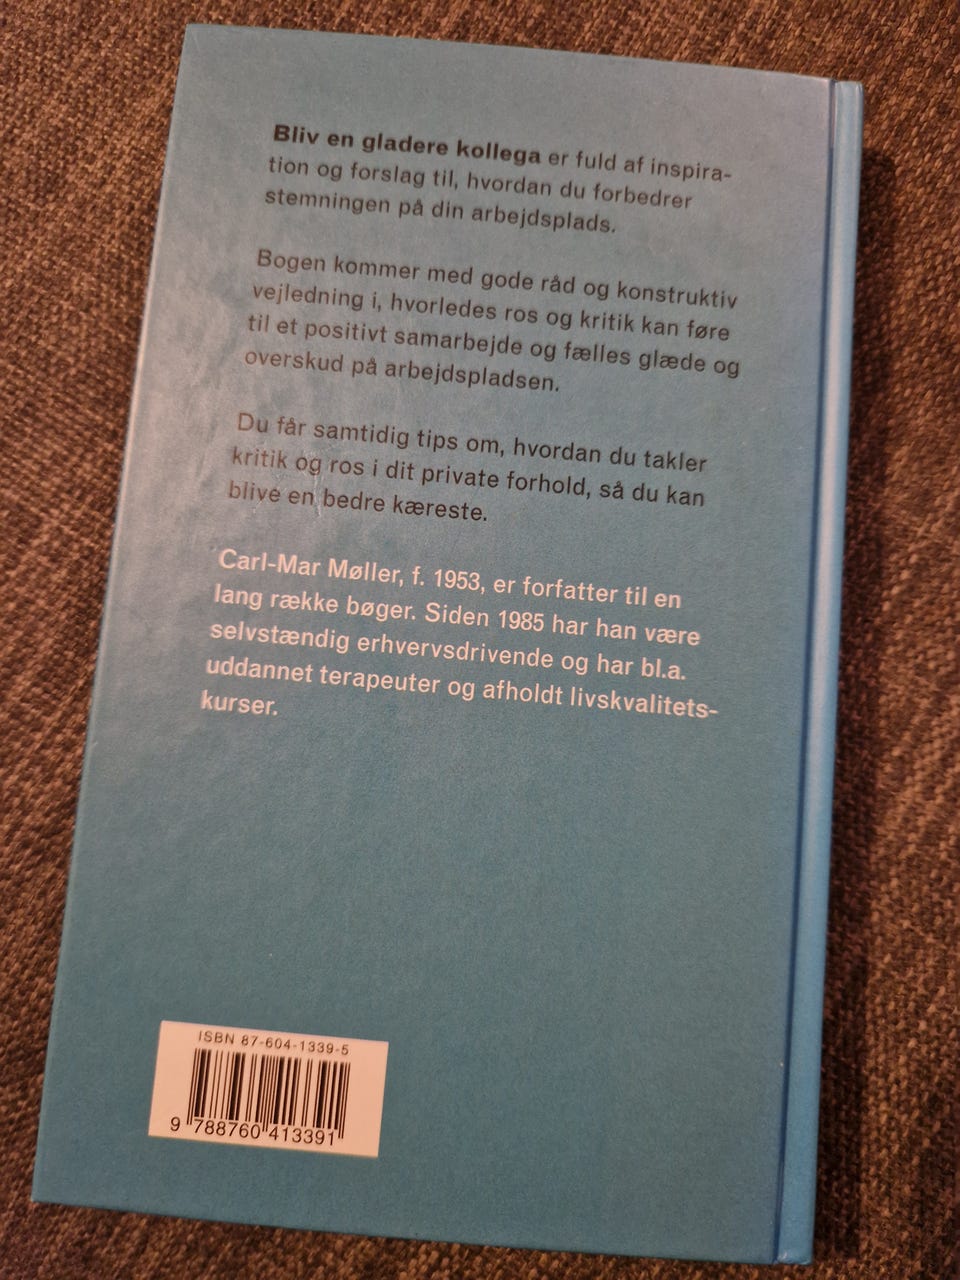 Bliv en gladere kollega er fuld af inspira-
tion og forslag til, hvordan du forbedrer
stemningen på din arbejdsplads.
Bogen kommer med gode råd og konstruktiv
vejledning i, hvorledes ros og kritik kan føre
til et positivt samarbejde og fælles glæde og
overskud på arbejdspladsen.
Du får samtidig tips om, hvordan du takler
kritik og ros i dit private forhold, så du kan
blive en bedre kæreste.
Carl-Mar Møller, f. 1953, er forfatter til en
lang række bøger. Siden 1985 har han være
selvstændig erhvervsdrivende og har bl.a.
uddannet terapeuter og afholdt livskvalitets-
kurser.
ISBN 87-604-1339-5
9 788760 413391